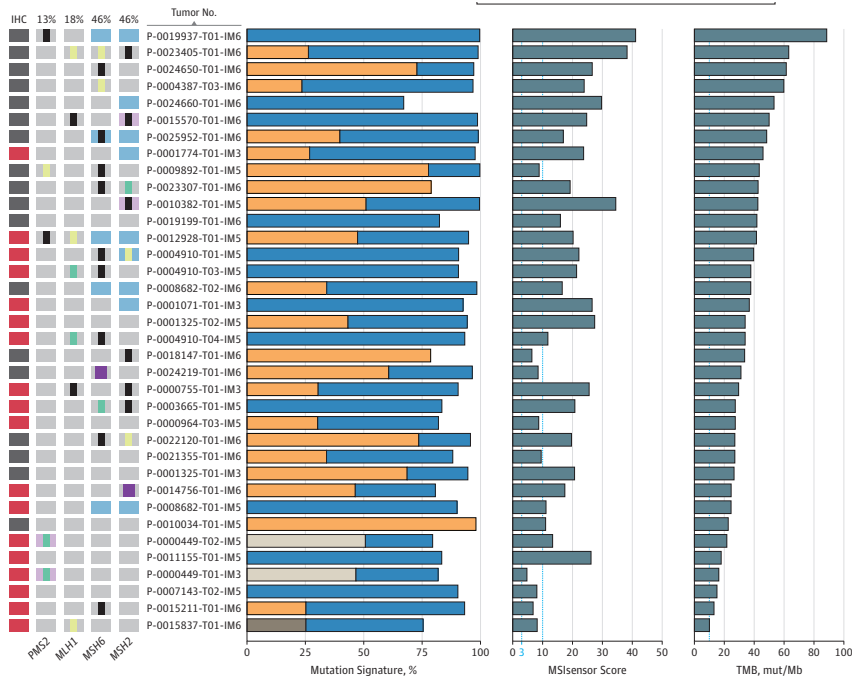 IHC 13% 18% 46% 46% Tumor No.
P-0019937-T01-IM6
P-0023405-T01-IM6
P-0024650-T01-IM6
P-0004387-T03-IM6
P-0024660-T01-IM6
P-0015570-T01-IM6
P-0025952-T01-IM6
P-0001774-T01-IM3
P-0009892-T01-IM5
P-0023307-T01-IM6
P-0010382-T01-IM5
P-0019199-T01-IM6
P-0012928-T01-IM5
P-0004910-T01-IM5
P-0004910-T03-IM5
P-0008682-T02-IM6
P-0001071-T01-IM3
P-0001325-T02-IM5
P-0004910-T04-IM5
P-0018147-T01-IM6
P-0024219-T01-IM6
P-0000755-T01-IM3
P-0003665-T01-IM5
P-0000964-T03-IM5
P-0022120-T01-IM6
P-0021355-T01-IM6
P-0001325-T01-IM3
P-0014756-T01-IM6
P-0008682-T01-IM5
P-0010034-T01-IM5
P-0000449-T02-IM5
P-0011155-T01-IM5
P-0000449-T01-IM3
P-0007143-T02-IM5
P-0015211-T01-IM6
P-0015837-T01-IM6
PMS2 MLH1 MSH6 MSH2
0 25 50 75 100
Mutation Signature, %
0 3 10 20 30 40 50
MSIsensor Score
0 20 40 60 80 100
TMB, mut/Mb